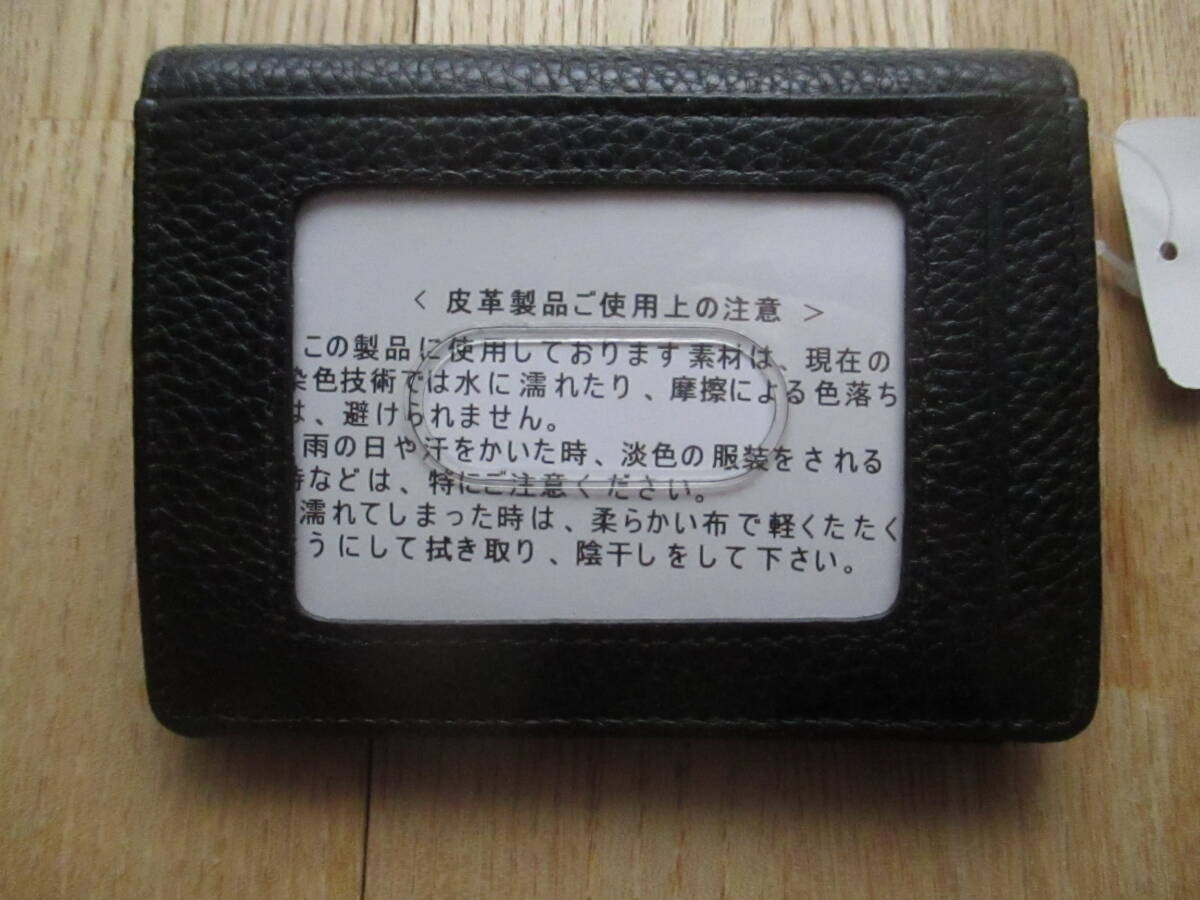 ＜ 皮革製品ご使用上の注意 ＞
この製品に使用しております素材は、現在の
染色技術では水に濡れたり、摩擦による色落ち
は、避けられません。
雨の日や汗をかいた時、淡色の服装をされる
時などは、特にご注意ください。
濡れてしまった時は、柔らかい布で軽くたたく
うにして拭き取り、陰干しをして下さい。